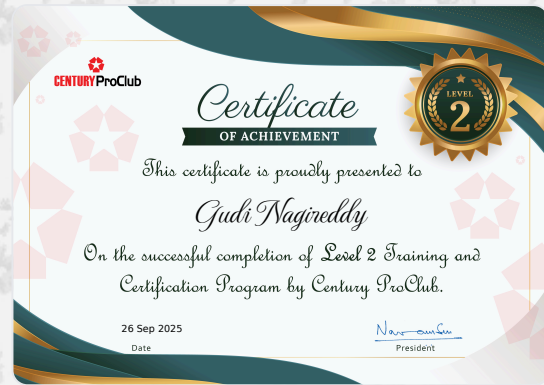 CENTURY ProClub
LEVEL
2
Certificate
OF ACHIEVEMENT
This certificate is proudly presented to
Gudi Nagireddy
On the successful completion of Level 2 Training and
Certification Program by Century ProClub.
26 Sep 2025
Date
President